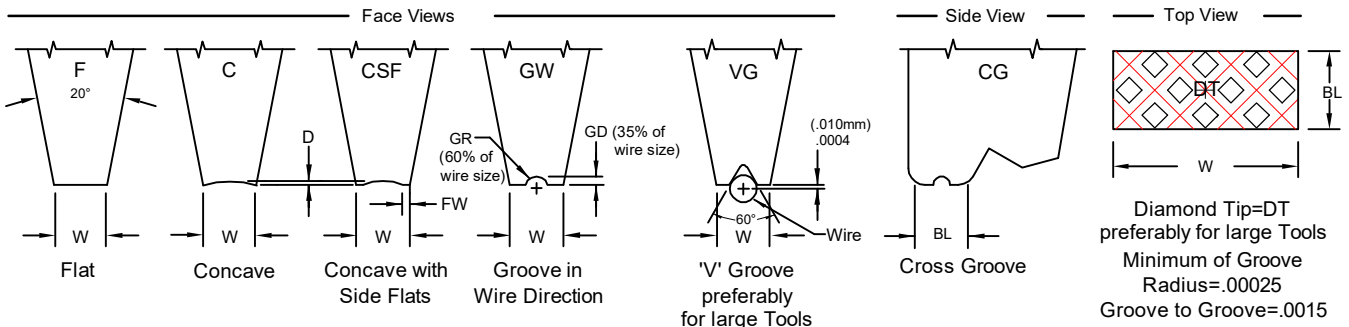 Face Views
Side View
Top View
F
20°
C
CSF
GW
VG
CG
DT
BL
W
D
GR
(60% of
wire size)
GD (35% of
wire size)
(.010mm)
.0004
FW
60°
Wire
W
W
W
W
W
BL
Flat
Concave
Concave with
Side Flats
Groove in
Wire Direction
'V' Groove
preferably
for large Tools
Cross Groove
Diamond Tip=DT
preferably for large Tools
Minimum of Groove
Radius=.00025
Groove to Groove=.0015